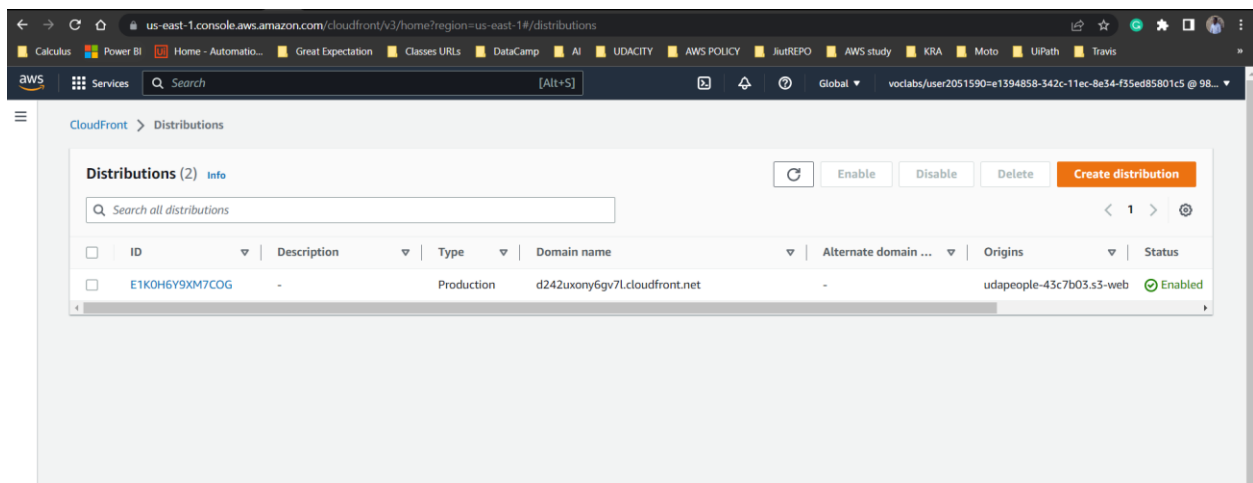 us-east-1.console.aws.amazon.com/cloudfront/v3/home?region=us-east-1#/distributions
Calculus Power BI Home - Automatio... Great Expectation Classes URLs DataCamp AI UDACITY AWS POLICY JiutREPO AWS study KRA Moto UiPath Travis »
aws Services Search [Alt+S] Global voclabs/user2051590=e1394858-342c-11ec-8e34-f35ed85801c5 @ 98...
CloudFront > Distributions
Distributions (2) Info Enable Disable Delete Create distribution
Search all distributions < 1 >
ID Description Type Domain name Alternate domain ... Origins Status
E1K0H6Y9XM7COG - Production d242uxony6gv7l.cloudfront.net - udapeople-43c7b03.s3-web Enabled